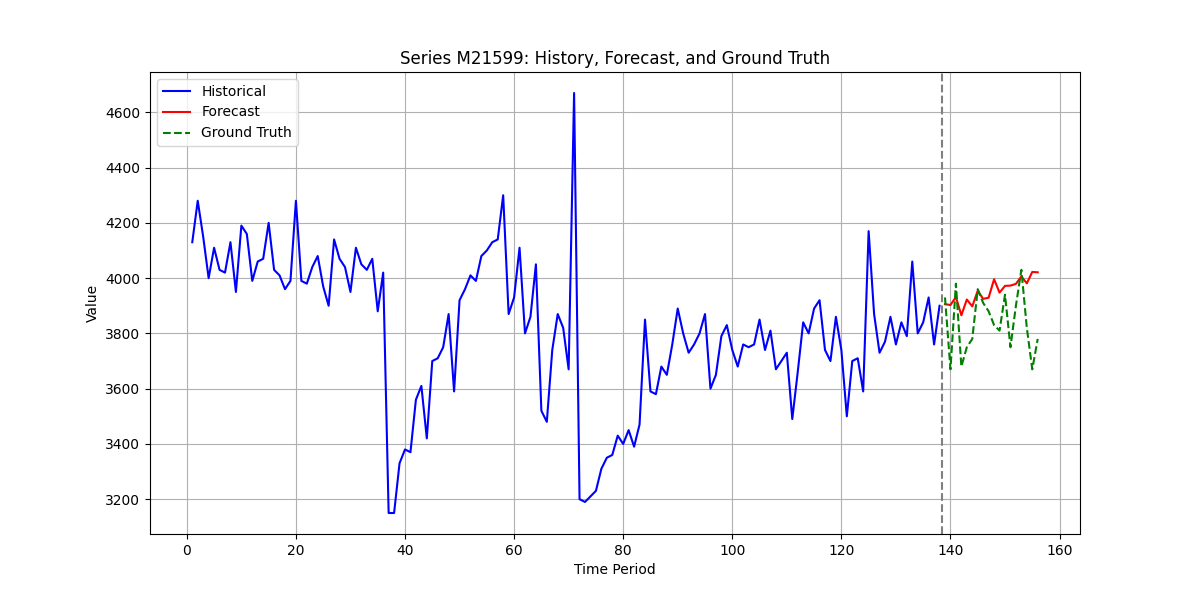 Series M21599: History, Forecast, and Ground Truth
Historical
Forecast
Ground Truth
4600
4400
4200
4000
3800
3600
3400
3200
Value
0 20 40 60 80 100 120 140 160
Time Period